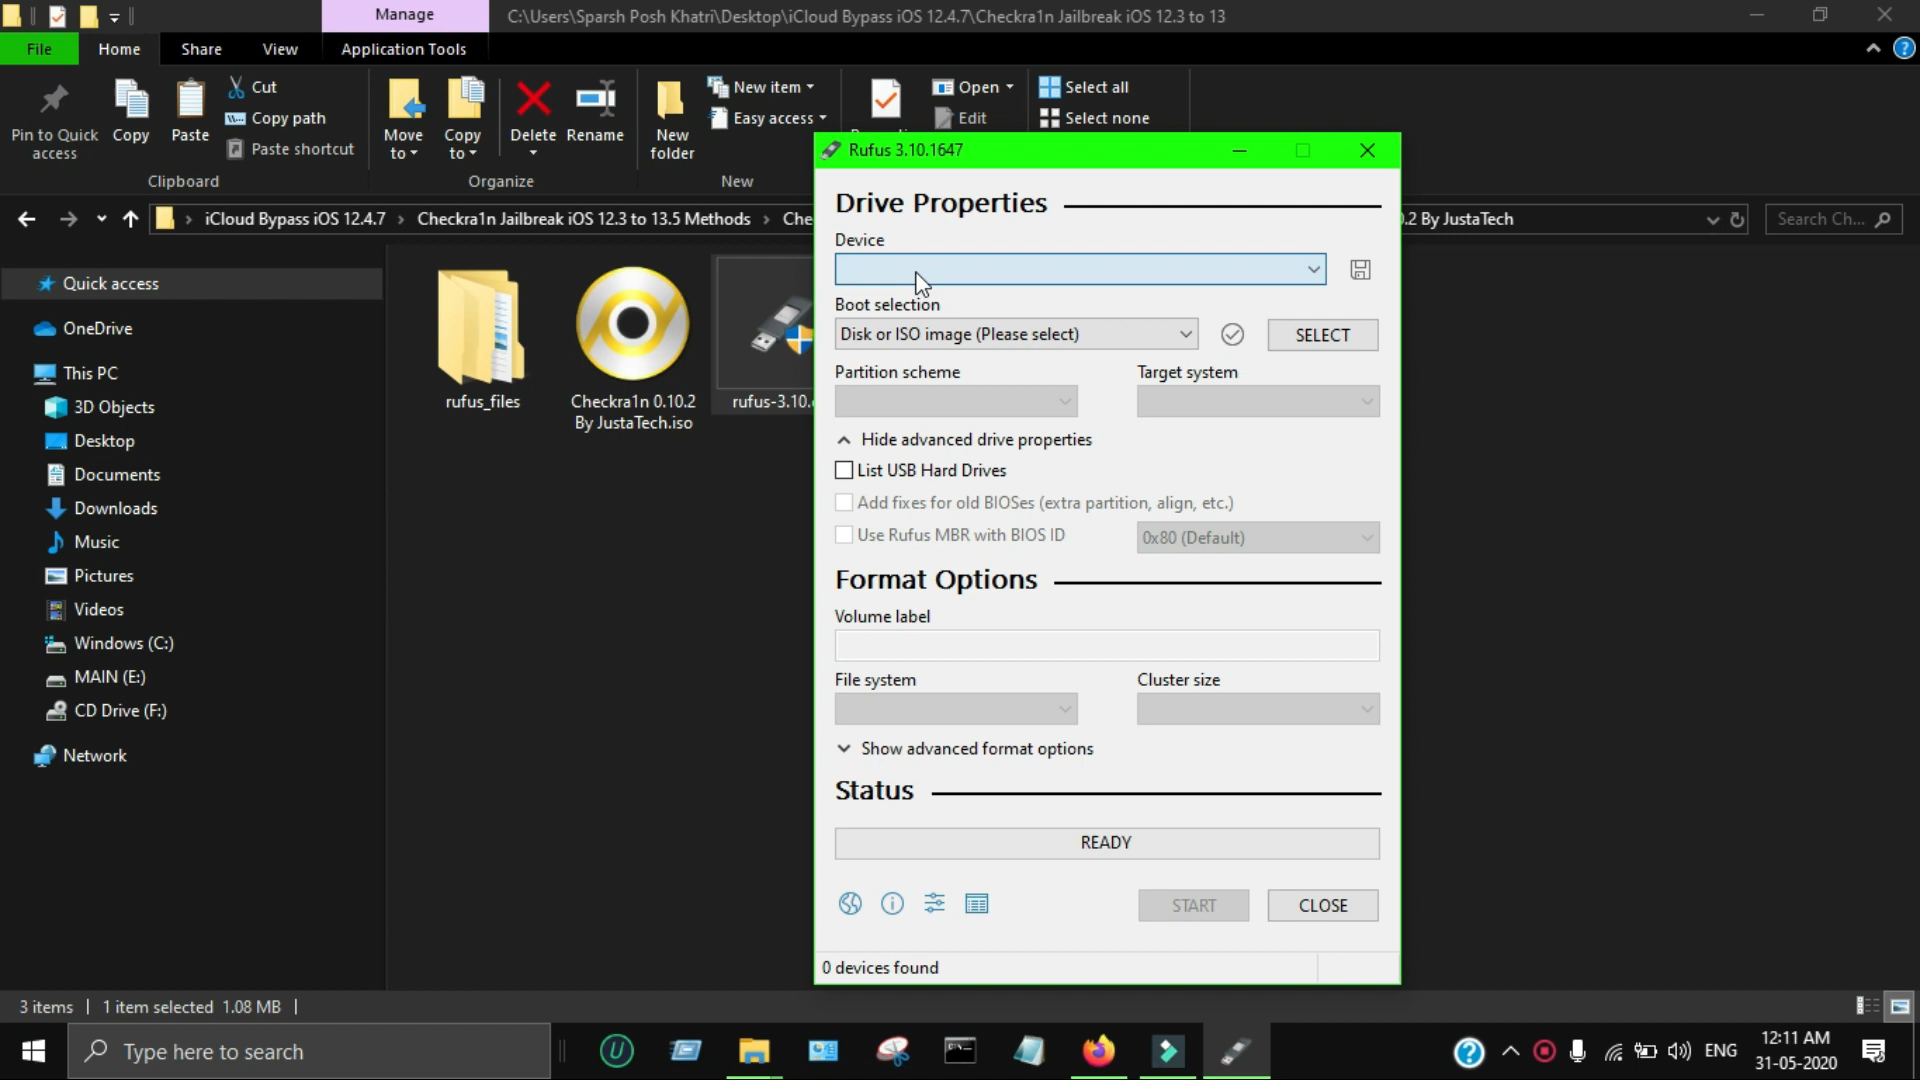 Manage
C:\Users\Sparsh Posh Khatri\Desktop\iCloud Bypass iOS 12.4.7\Checkra1n Jailbreak iOS 12.3 to 13
File
Home
Share
View
Application Tools
Pin to Quick
access
Copy
Paste
Cut
Copy path
Paste shortcut
Clipboard
Move
to
Copy
to
Delete
Rename
Organize
New
folder
New item
Easy access
New
Open
Edit
Select all
Select none
iCloud Bypass iOS 12.4.7
Checkra1n Jailbreak iOS 12.3 to 13.5 Methods
Che
.2 By JustaTech
Search Ch...
Quick access
OneDrive
This PC
3D Objects
Desktop
Documents
Downloads
Music
Pictures
Videos
Windows (C:)
MAIN (E:)
CD Drive (F:)
Network
rufus_files
Checkra1n 0.10.2
By JustaTech.iso
rufus-3.10.
Rufus 3.10.1647
Drive Properties
Device
Boot selection
Disk or ISO image (Please select)
SELECT
Partition scheme
Target system
Hide advanced drive properties
List USB Hard Drives
Add fixes for old BIOSes (extra partition, align, etc.)
Use Rufus MBR with BIOS ID
0x80 (Default)
Format Options
Volume label
File system
Cluster size
Show advanced format options
Status
READY
START
CLOSE
0 devices found
3 items
1 item selected 1.08 MB
Type here to search
ENG
12:11 AM
31-05-2020